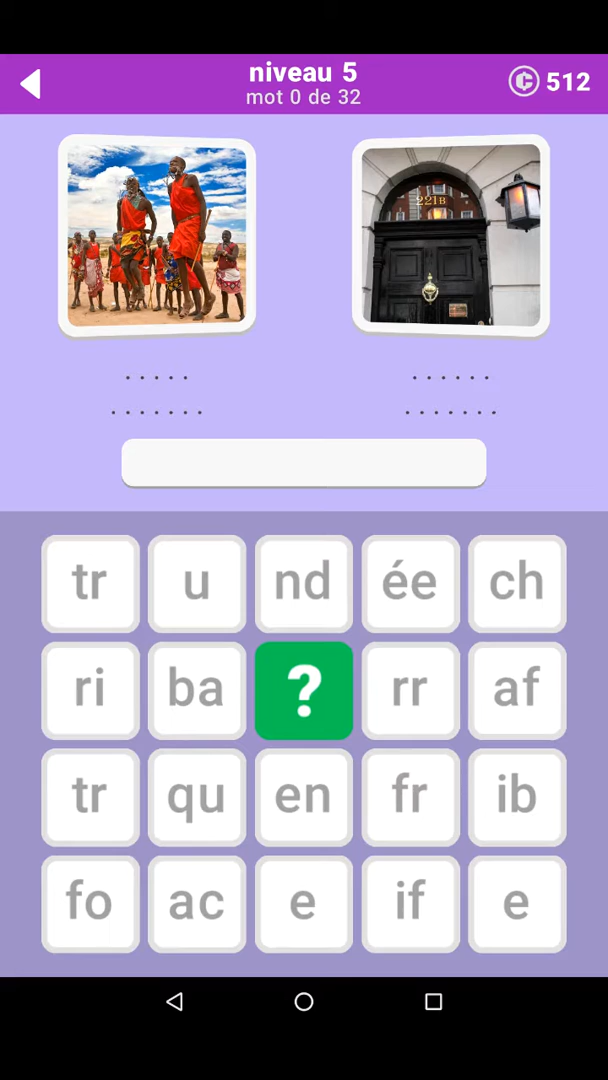 niveau 5
mot 0 de 32
512
221B
. . . . .
. . . . . .
. . . . . . .
. . . . . . .
tr u nd ée ch
ri ba ? rr af
tr qu en fr ib
fo ac e if e